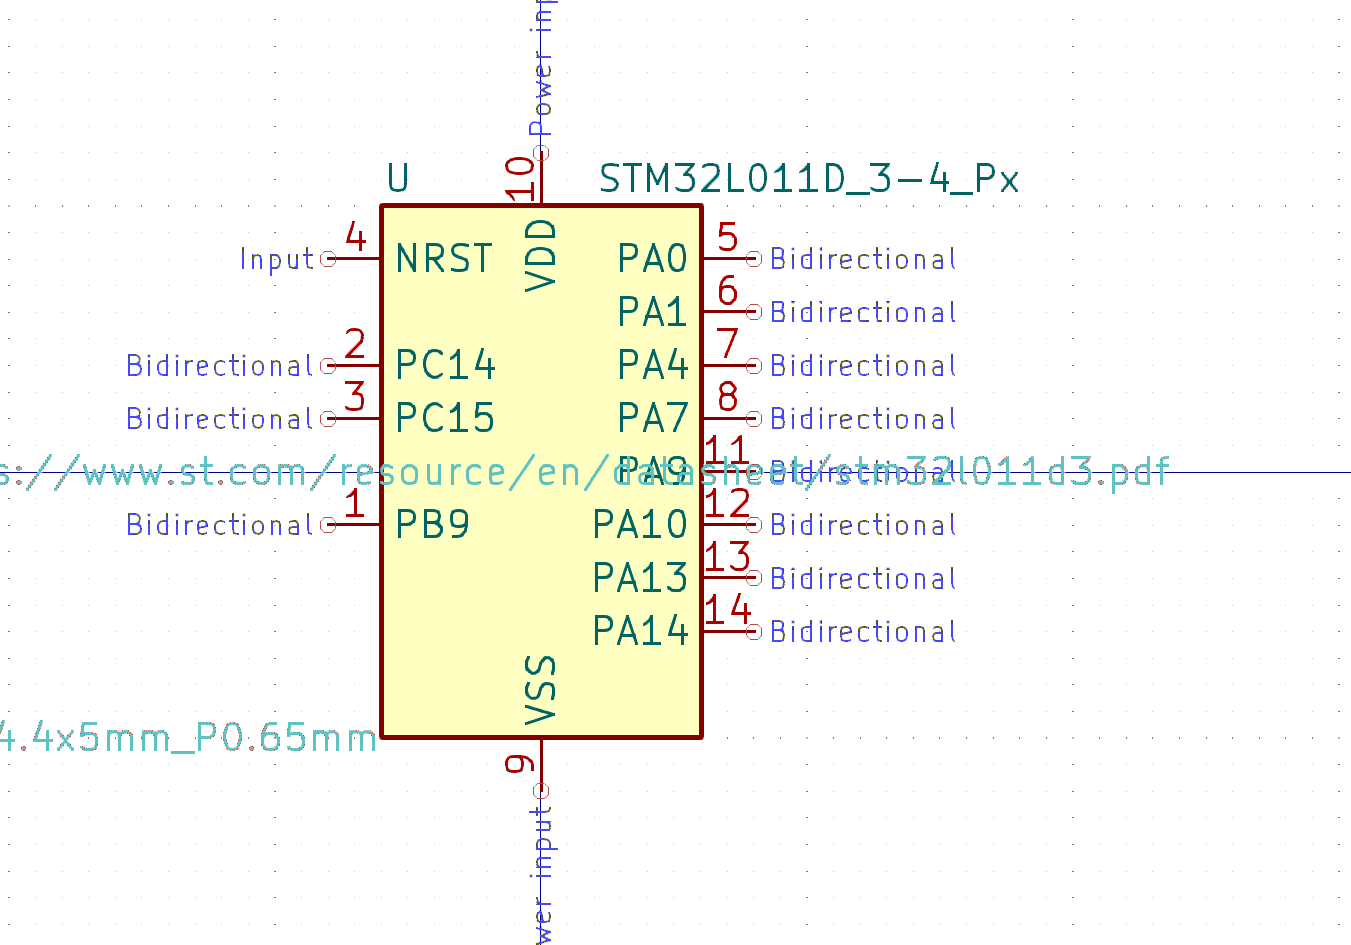 Power inp
10
U
STM32L011D_3-4_Px
VDD
Input
4
NRST
PA0
5
Bidirectional
PA1
6
Bidirectional
Bidirectional
2
PC14
PA4
7
Bidirectional
Bidirectional
3
PC15
PA7
8
Bidirectional
PA9
11
Bidirectional
s://www.st.com/resource/en/datasheet/stm32l011d3.pdf
Bidirectional
1
PB9
PA10
12
Bidirectional
PA13
13
Bidirectional
PA14
14
Bidirectional
VSS
4.4x5mm_P0.65mm
9
wer input